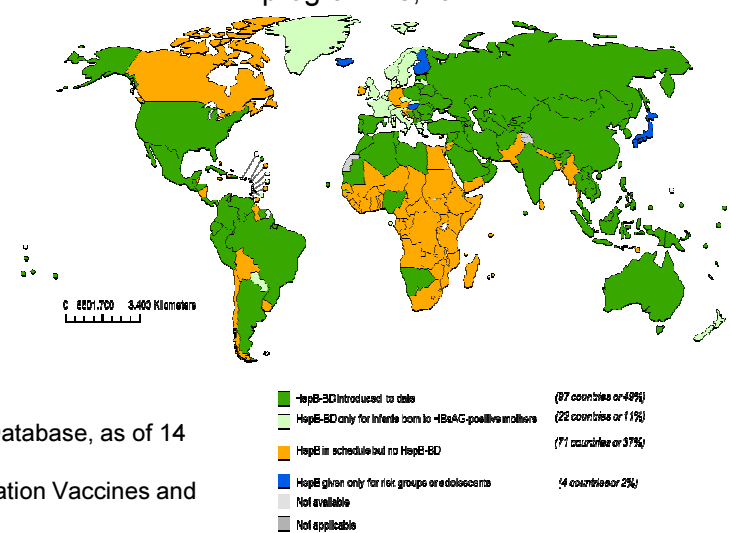 0 3.400 Kilometers
HepB-BD introduced to date (97 countries or 49%)
HepB-BD only for infants born to HBsAG-positive mothers (22 countries or 11%)
HepB in schedule but no HepB-BD (71 countries or 37%)
HepB given only for risk groups or adolescents (4 countries or 2%)
Not available
Not applicable
atabase, as of 14
ation Vaccines and